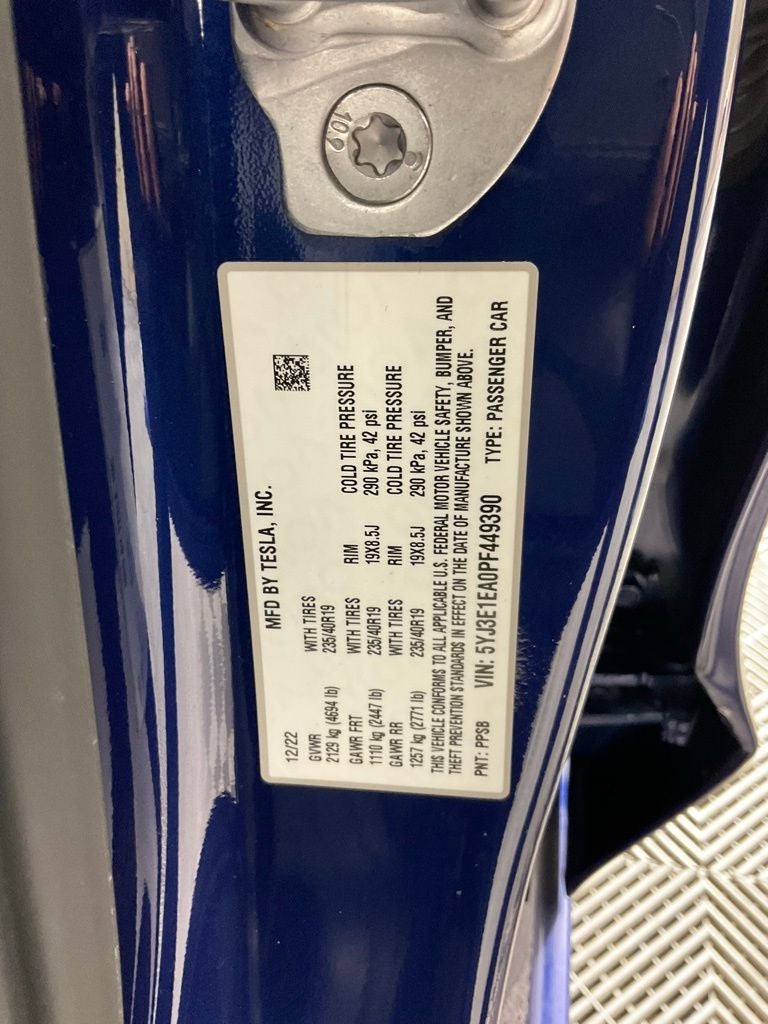 10.9
MFD BY TESLA, INC.
12/22
GVWR WITH TIRES
2129 kg (4694 lb) 235/40R19
GAWR FRT WITH TIRES RIM COLD TIRE PRESSURE
1110 kg (2447 lb) 235/40R19 19X8.5J 290 kPa, 42 psi
GAWR RR WITH TIRES RIM COLD TIRE PRESSURE
1257 kg (2771 lb) 235/40R19 19X8.5J 290 kPa, 42 psi
THIS VEHICLE CONFORMS TO ALL APPLICABLE U.S. FEDERAL MOTOR VEHICLE SAFETY, BUMPER, AND
THEFT PREVENTION STANDARDS IN EFFECT ON THE DATE OF MANUFACTURE SHOWN ABOVE.
PNT: PPSB VIN: 5YJ3E1EA0PF449390 TYPE: PASSENGER CAR